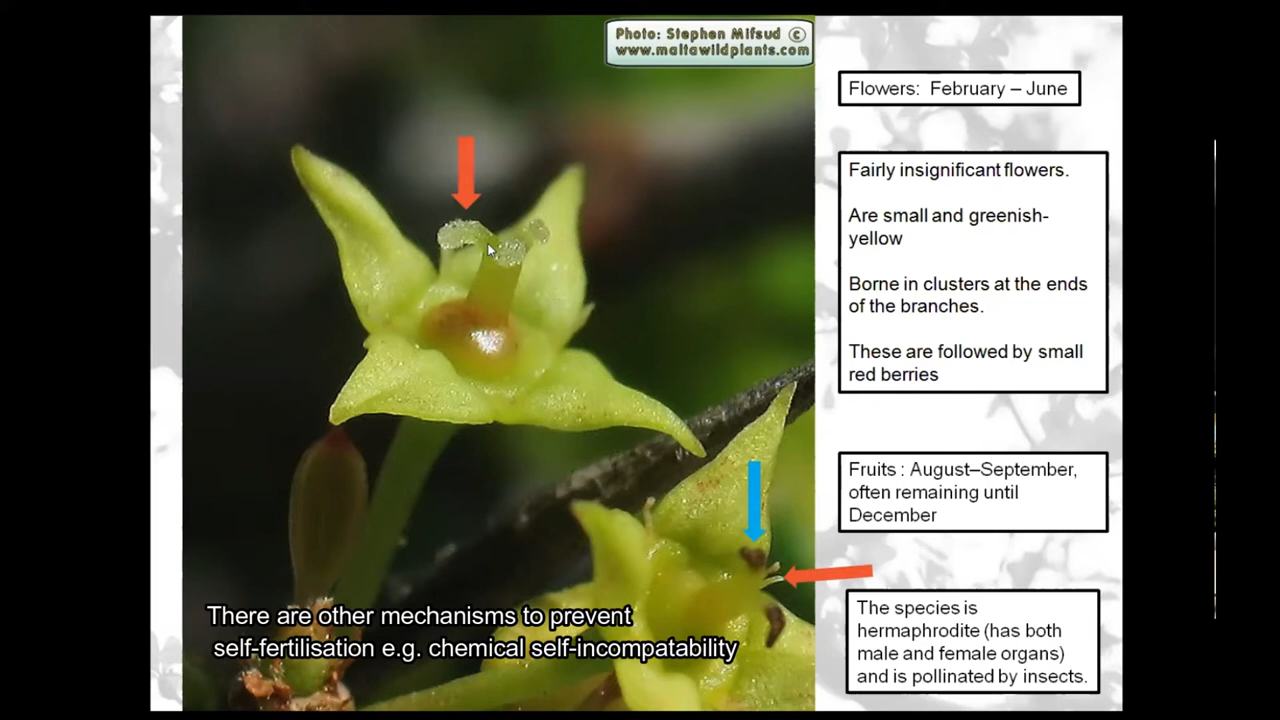 Photo: Stephen Mifsud ©
www.maltawildplants.com
Flowers: February – June
Fairly insignificant flowers.
Are small and greenish-
yellow
Borne in clusters at the ends
of the branches.
These are followed by small
red berries
Fruits : August–September,
often remaining until
December
The species is
hermaphrodite (has both
male and female organs)
and is pollinated by insects.
There are other mechanisms to prevent
self-fertilisation e.g. chemical self-incompatability